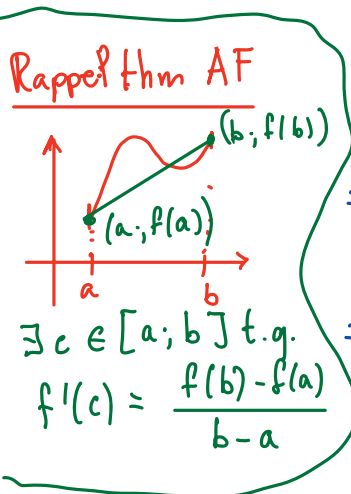 Rappel thm AF
(b; f(b))
(a; f(a))
a b
∃ c ∈ [a; b] t.q.
f'(c) = f(b) - f(a) / b - a